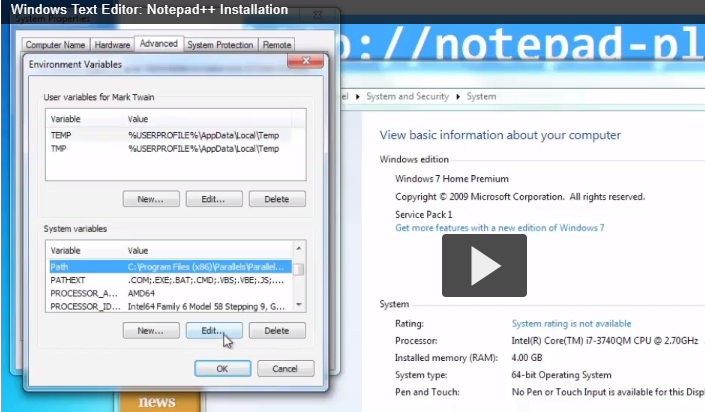 Windows Text Editor: Notepad++ Installation
System Properties
://notepad-pl
Computer Name
Hardware
Advanced
System Protection
Remote
Environment Variables
User variables for Mark Twain
Variable Value
TEMP %USERPROFILE%\AppData\Local\Temp
TMP %USERPROFILE%\AppData\Local\Temp
New... Edit... Delete
System variables
Variable Value
Path C:\Program Files (x86)\Parallels\Parallel...
PATHEXT .COM;.EXE;.BAT;.CMD;.VBS;.VBE;.JS;....
PROCESSOR_A... AMD64
PROCESSOR_ID... Intel64 Family 6 Model 58 Stepping 9, G...
New... Edit... Delete
OK Cancel
news
System and Security System
View basic information about your computer
Windows edition
Windows 7 Home Premium
Copyright © 2009 Microsoft Corporation. All rights reserved.
Service Pack 1
Get more features with a new edition of Windows 7
System
Rating: System rating is not available
Processor: Intel(R) Core(TM) i7-3740QM CPU @ 2.70GHz
Installed memory (RAM): 4.00 GB
System type: 64-bit Operating System
Pen and Touch: No Pen or Touch Input is available for this Disp